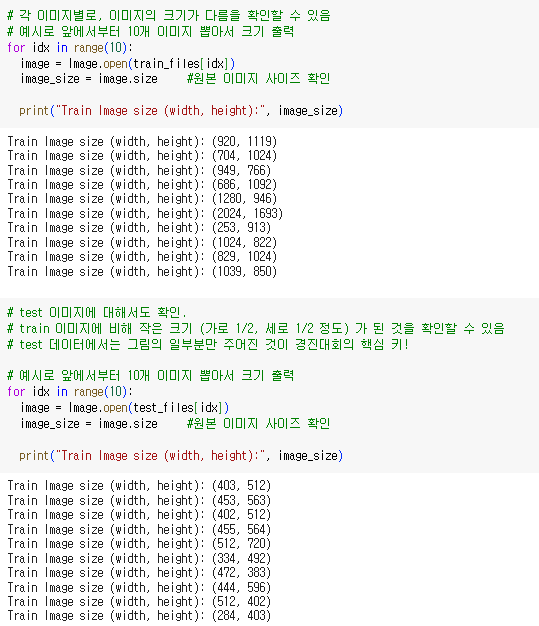 # 각 이미지별로, 이미지의 크기가 다름을 확인할 수 있음
# 예시로 앞에서부터 10개 이미지 뽑아서 크기 출력
for idx in range(10):
  image = Image.open(train_files[idx])
  image_size = image.size    #원본 이미지 사이즈 확인
  print("Train Image size (width, height):", image_size)
Train Image size (width, height): (920, 1119)
Train Image size (width, height): (704, 1024)
Train Image size (width, height): (949, 766)
Train Image size (width, height): (686, 1092)
Train Image size (width, height): (1280, 946)
Train Image size (width, height): (2024, 1693)
Train Image size (width, height): (253, 913)
Train Image size (width, height): (1024, 822)
Train Image size (width, height): (829, 1024)
Train Image size (width, height): (1039, 850)
# test 이미지에 대해서도 확인.
# train 이미지에 비해 작은 크기 (가로 1/2, 세로 1/2 정도) 가 된 것을 확인할 수 있음
# test 데이터에서는 그림의 일부분만 주어진 것이 경진대회의 핵심 키!
# 예시로 앞에서부터 10개 이미지 뽑아서 크기 출력
for idx in range(10):
  image = Image.open(test_files[idx])
  image_size = image.size    #원본 이미지 사이즈 확인
  print("Train Image size (width, height):", image_size)
Train Image size (width, height): (403, 512)
Train Image size (width, height): (453, 563)
Train Image size (width, height): (402, 512)
Train Image size (width, height): (455, 564)
Train Image size (width, height): (512, 720)
Train Image size (width, height): (334, 492)
Train Image size (width, height): (472, 383)
Train Image size (width, height): (444, 596)
Train Image size (width, height): (512, 402)
Train Image size (width, height): (284, 403)